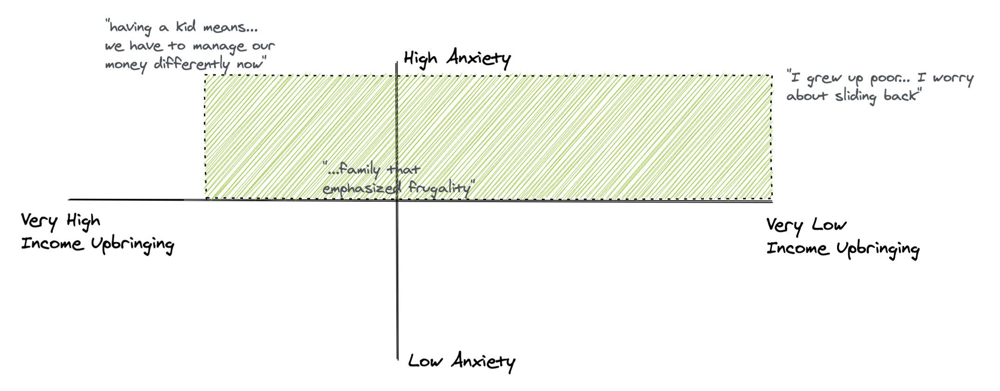 "having a kid means...
we have to manage our
money differently now"
High Anxiety
"I grew up poor... I worry
about sliding back"
"...family that
emphasized frugality"
Very High
Income Upbringing
Very Low
Income Upbringing
Low Anxiety